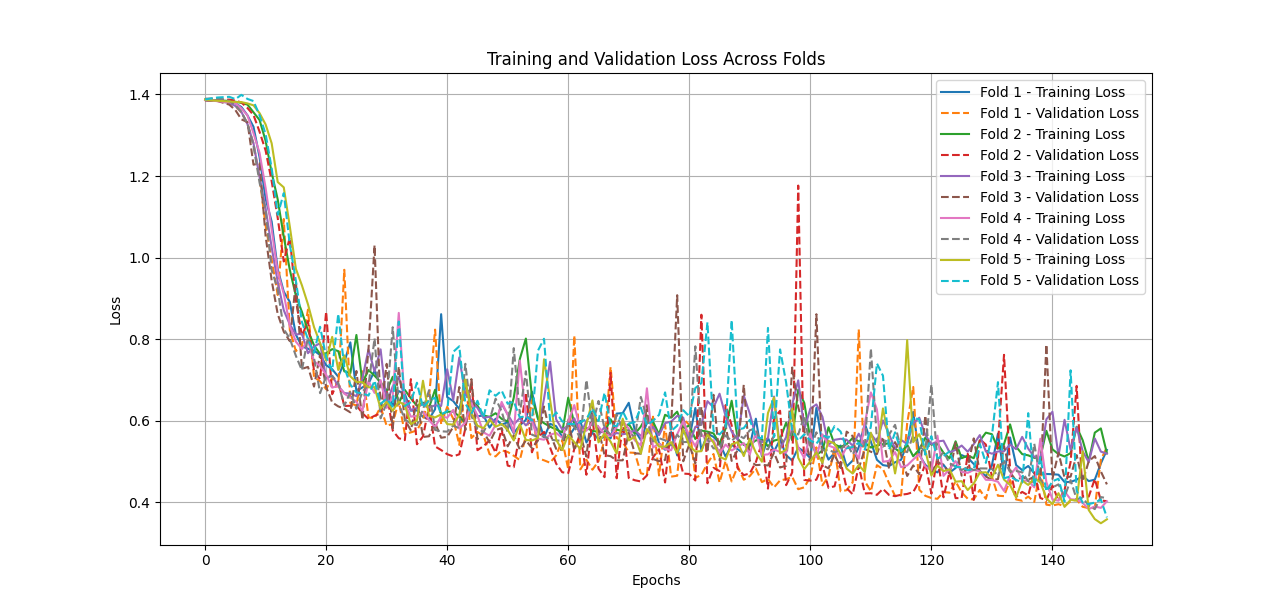 Training and Validation Loss Across Folds
Loss
1.4
1.2
1.0
0.8
0.6
0.4
Fold 1 - Training Loss
Fold 1 - Validation Loss
Fold 2 - Training Loss
Fold 2 - Validation Loss
Fold 3 - Training Loss
Fold 3 - Validation Loss
Fold 4 - Training Loss
Fold 4 - Validation Loss
Fold 5 - Training Loss
Fold 5 - Validation Loss
0 20 40 60 80 100 120 140
Epochs